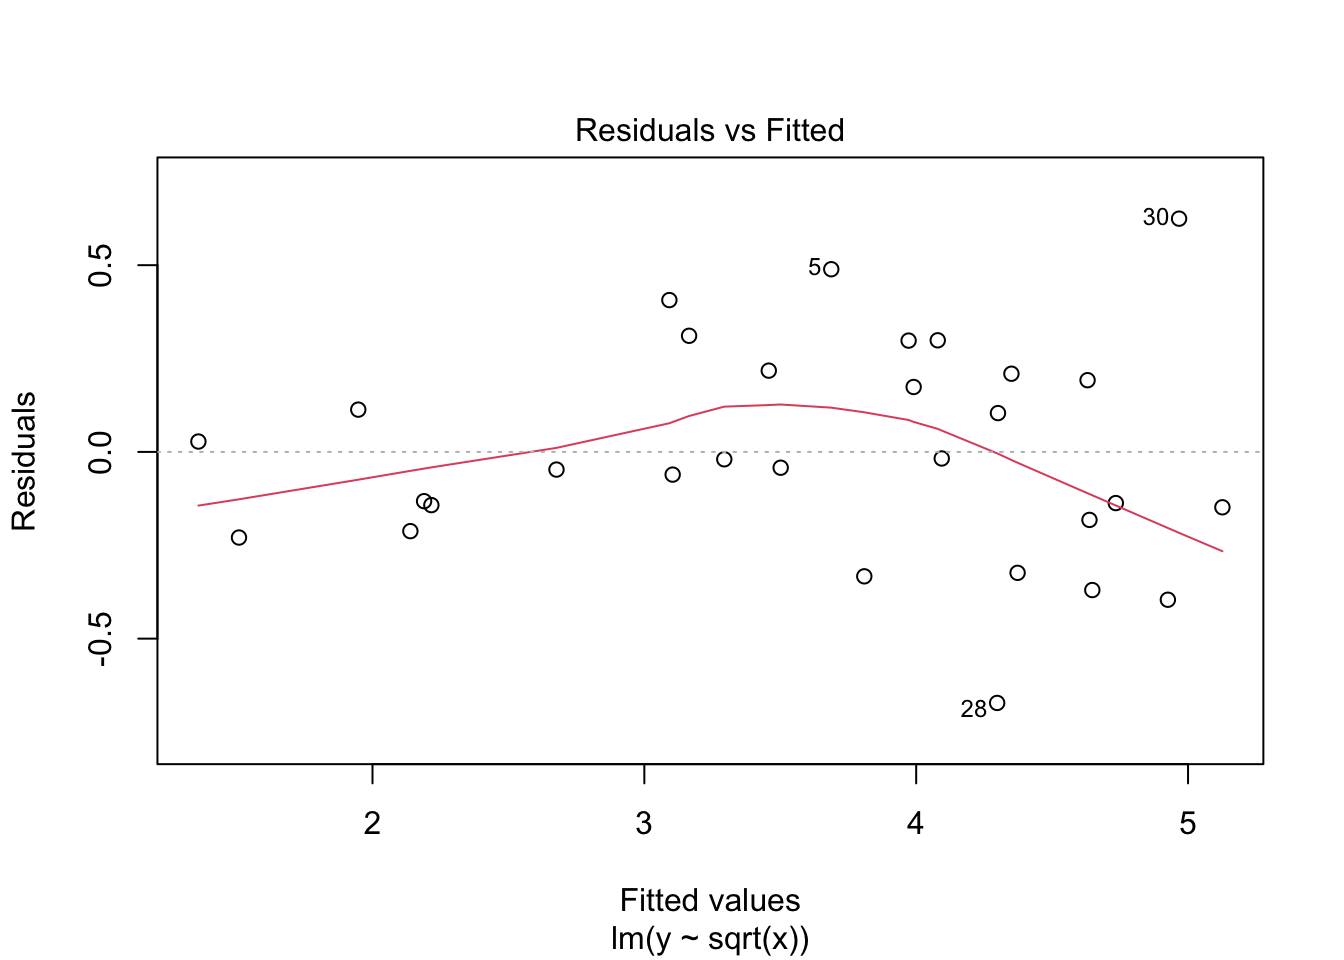 Residuals vs Fitted
30
5
28
0.5
0.0
-0.5
Residuals
2 3 4 5
Fitted values
lm(y ~ sqrt(x))